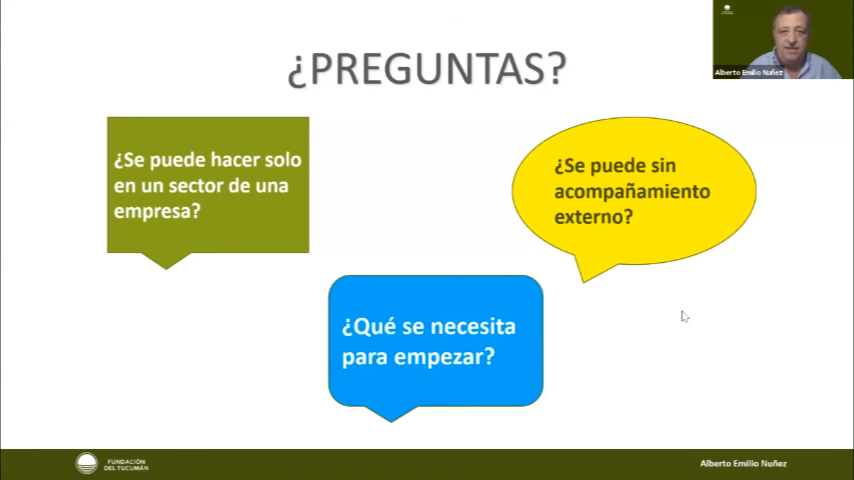 Alberto Emilio Nuñez
¿PREGUNTAS?
¿Se puede hacer solo
en un sector de una
empresa?
¿Se puede sin
acompañamiento
externo?
¿Qué se necesita
para empezar?
FUNDACIÓN
DEL TUCUMÁN
Alberto Emilio Nuñez